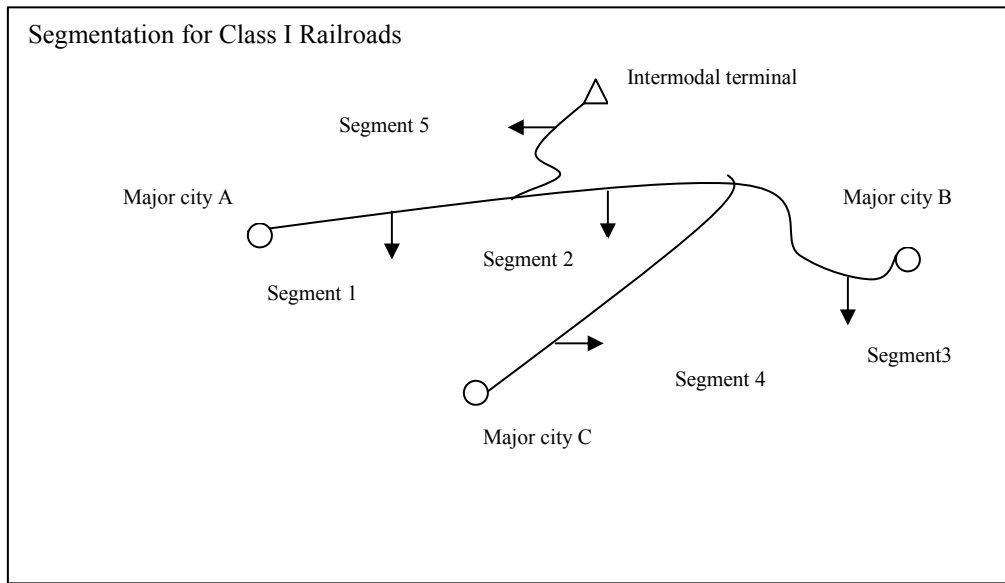 Segmentation for Class I Railroads
Intermodal terminal
Segment 5
Major city A
Major city B
Segment 2
Segment 1
Segment3
Segment 4
Major city C